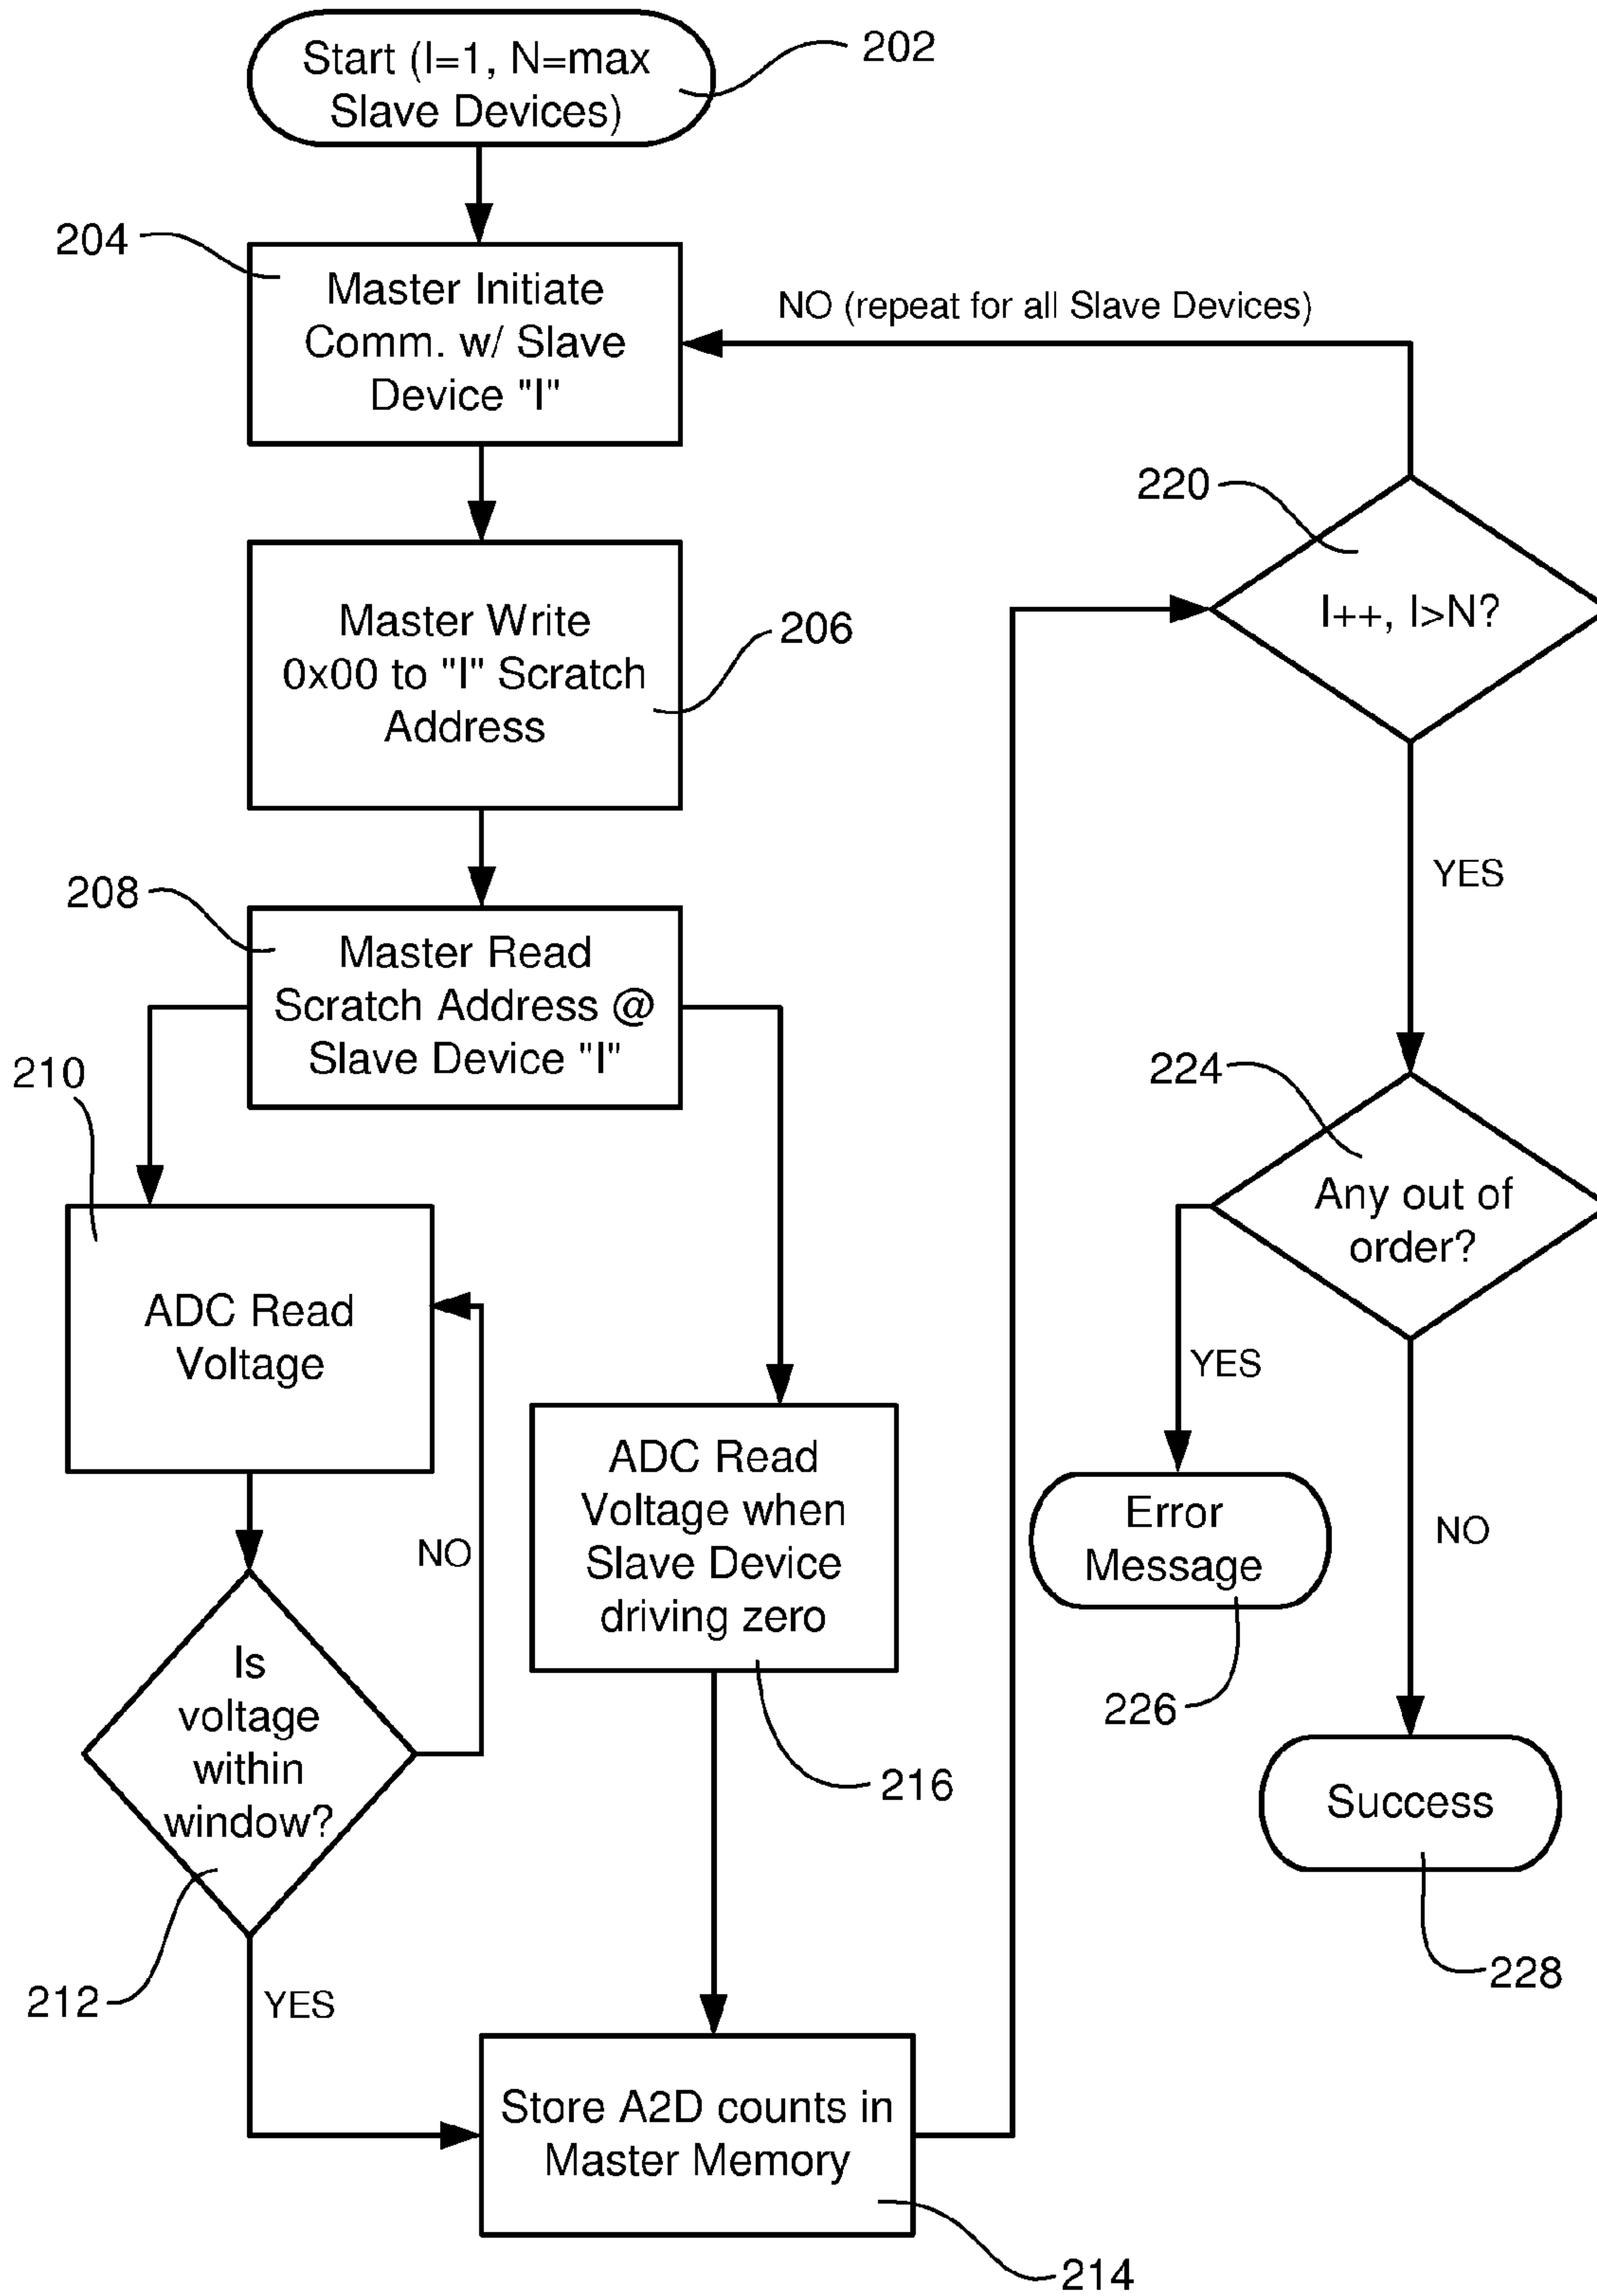 Start (I=1, N=max
Slave Devices)
202
204
Master Initiate
Comm. w/ Slave
Device "I"
NO (repeat for all Slave Devices)
220
I++, I>N?
Master Write
0x00 to "I" Scratch
Address
206
YES
208
Master Read
Scratch Address @
Slave Device "I"
210
224
Any out of
order?
ADC Read
Voltage
YES
NO
ADC Read
Voltage when
Slave Device
driving zero
Error
Message
NO
Is
voltage
within
window?
226
216
Success
212
YES
228
Store A2D counts in
Master Memory
214